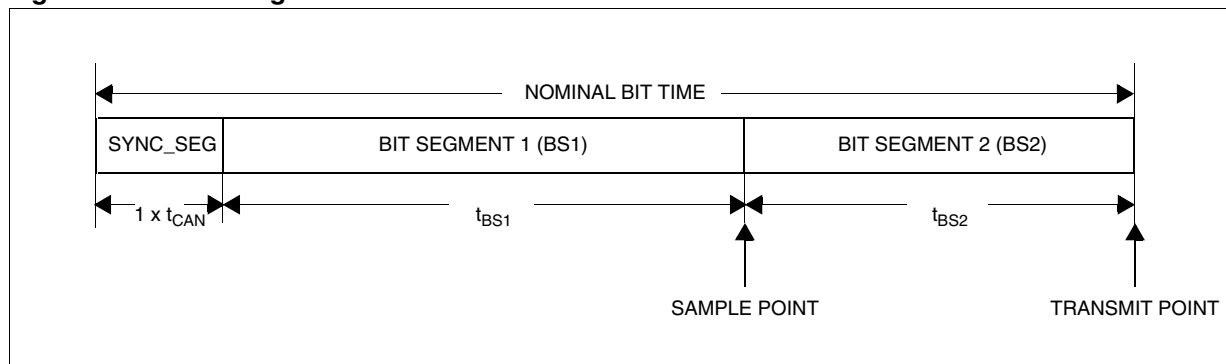 NOMINAL BIT TIME
SYNC_SEG
BIT SEGMENT 1 (BS1)
BIT SEGMENT 2 (BS2)
1 x tCAN
tBS1
tBS2
SAMPLE POINT
TRANSMIT POINT